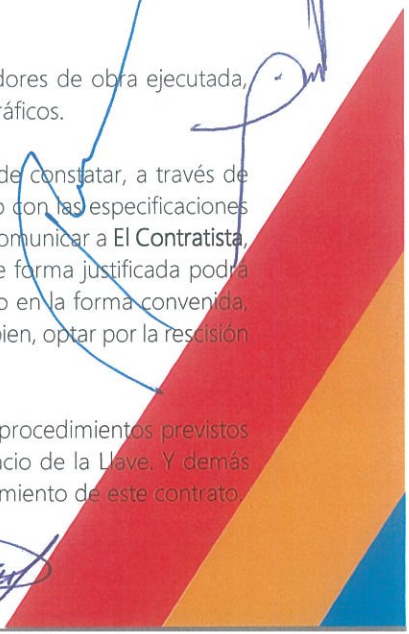 dores de obra ejecutada,
ráficos.
de constatar, a través de
o con las especificaciones
omunicar a El Contratista,
e forma justificada podrá
o en la forma convenida,
bien, optar por la rescisión
procedimientos previstos
acio de la Llave. Y demás
miento de este contrato.